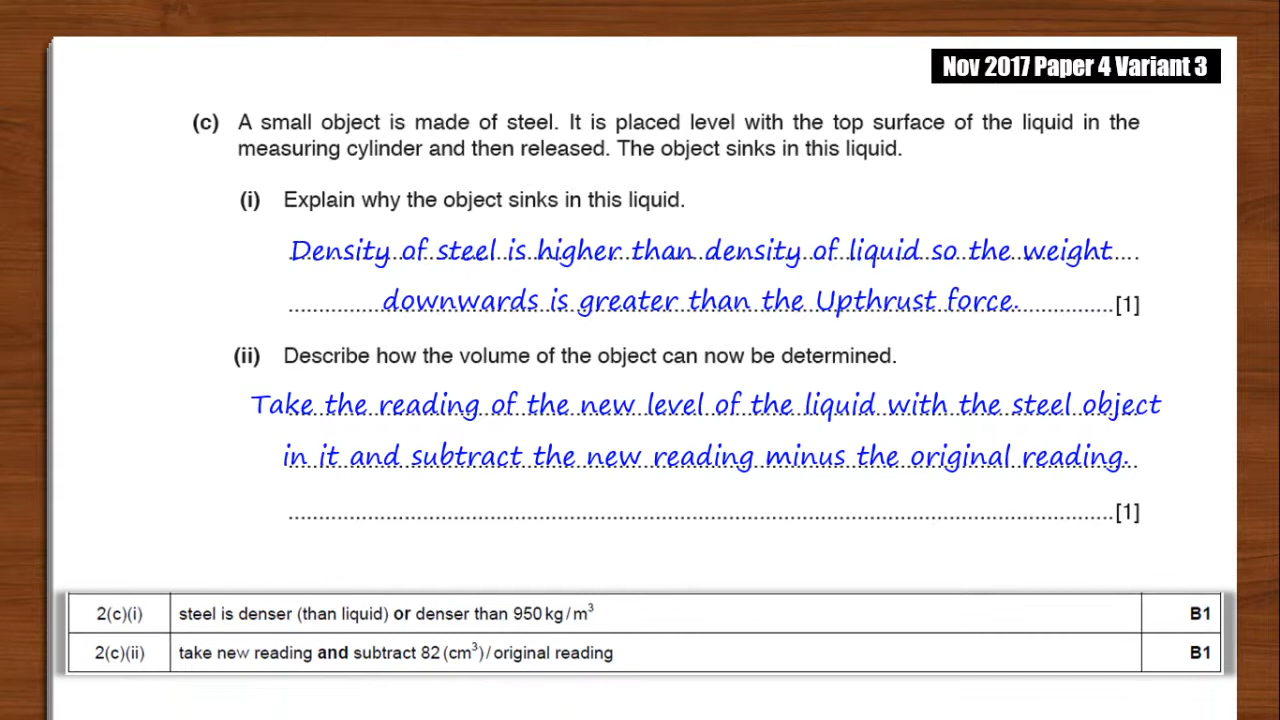 Nov 2017 Paper 4 Variant 3
(c) A small object is made of steel. It is placed level with the top surface of the liquid in the
measuring cylinder and then released. The object sinks in this liquid.
(i) Explain why the object sinks in this liquid.
Density of steel is higher than density of liquid so the weight
downwards is greater than the Upthrust force. [1]
(ii) Describe how the volume of the object can now be determined.
Take the reading of the new level of the liquid with the steel object
in it and subtract the new reading minus the original reading.
[1]
2(c)(i) steel is denser (than liquid) or denser than 950 kg/m³ B1
2(c)(ii) take new reading and subtract 82 (cm³)/original reading B1